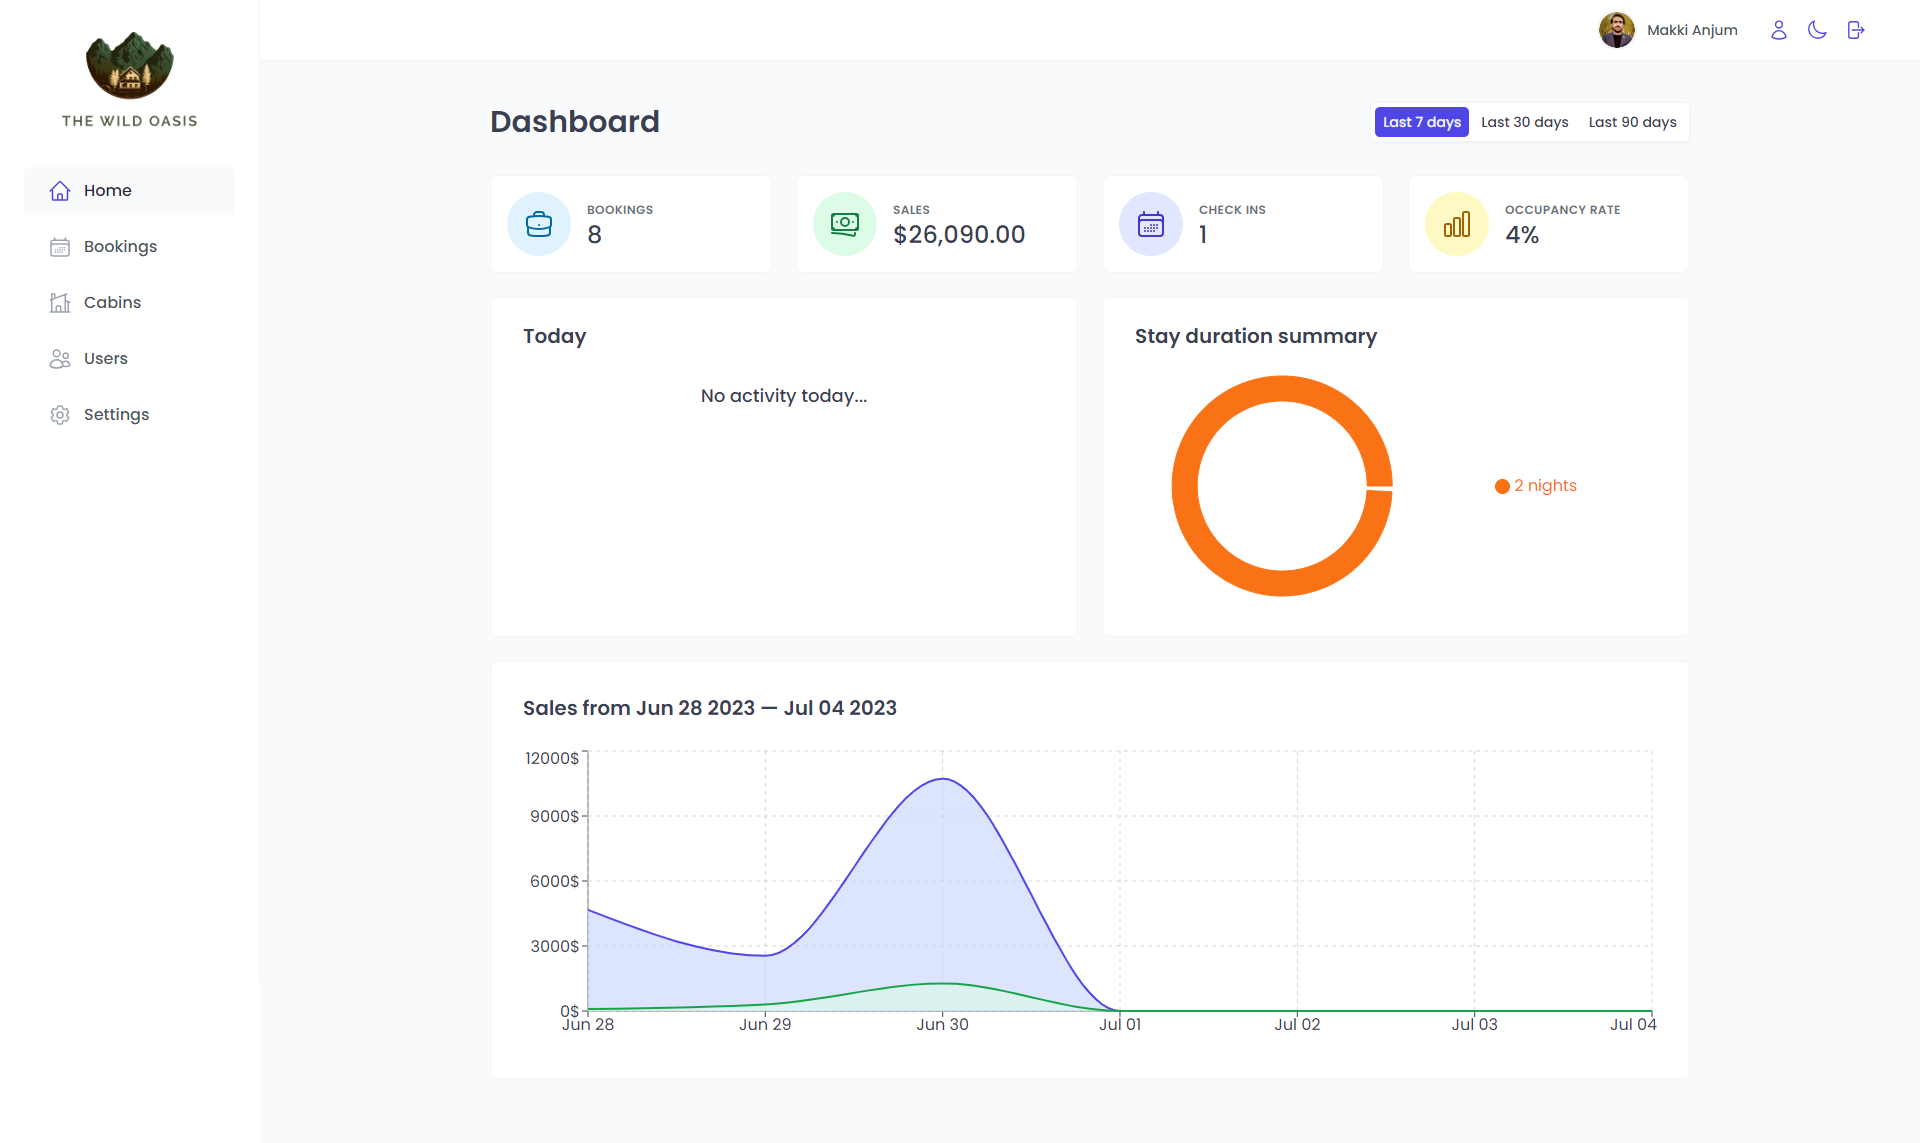 THE WILD OASIS
Home
Bookings
Cabins
Users
Settings
Makki Anjum
Dashboard
Last 7 days Last 30 days Last 90 days
BOOKINGS
8
SALES
$26,090.00
CHECK INS
1
OCCUPANCY RATE
4%
Today
No activity today...
Stay duration summary
2 nights
Sales from Jun 28 2023 — Jul 04 2023
12000$
9000$
6000$
3000$
0$
Jun 28 Jun 29 Jun 30 Jul 01 Jul 02 Jul 03 Jul 04